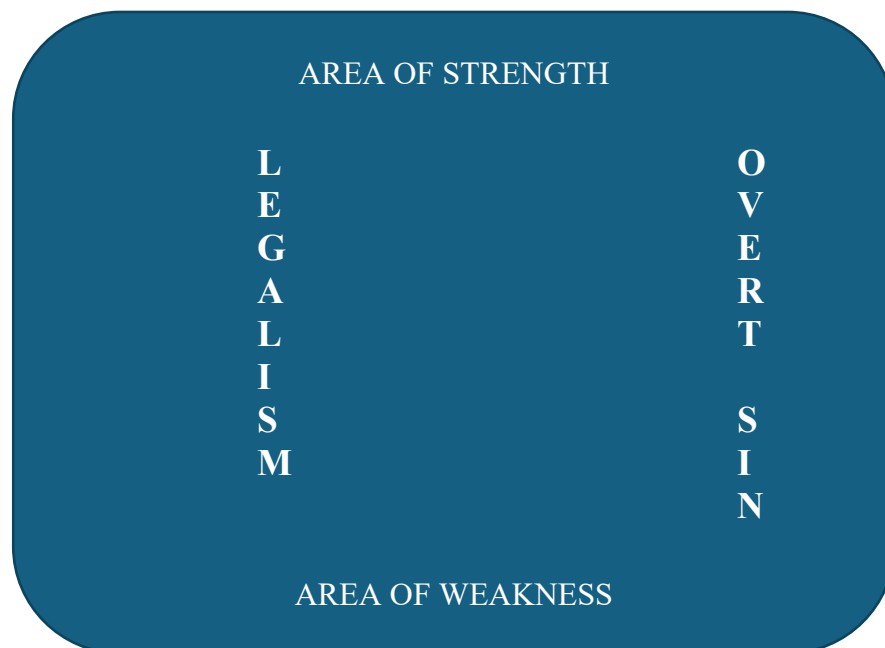 AREA OF STRENGTH
LEGALISM
OVERT SIN
AREA OF WEAKNESS